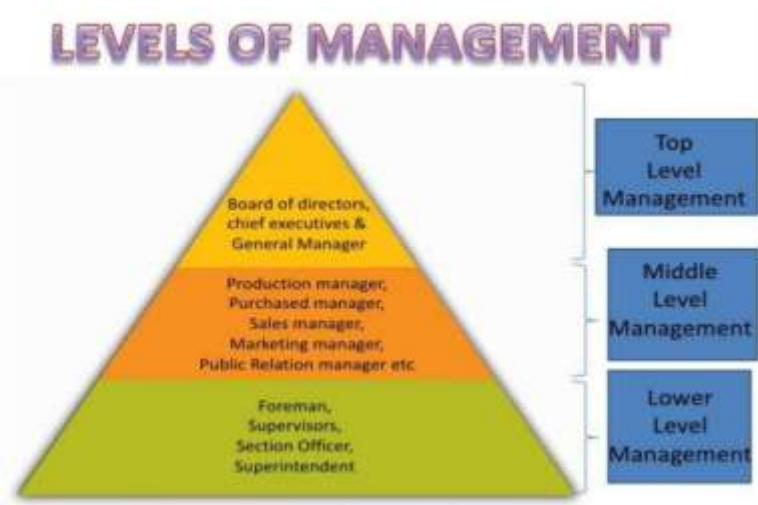 LEVELS OF MANAGEMENT
Board of directors,
chief executives &
General Manager
Top
Level
Management
Production manager,
Purchased manager,
Sales manager,
Marketing manager,
Public Relation manager etc
Middle
Level
Management
Foreman,
Supervisors,
Section Officer,
Superintendent
Lower
Level
Management